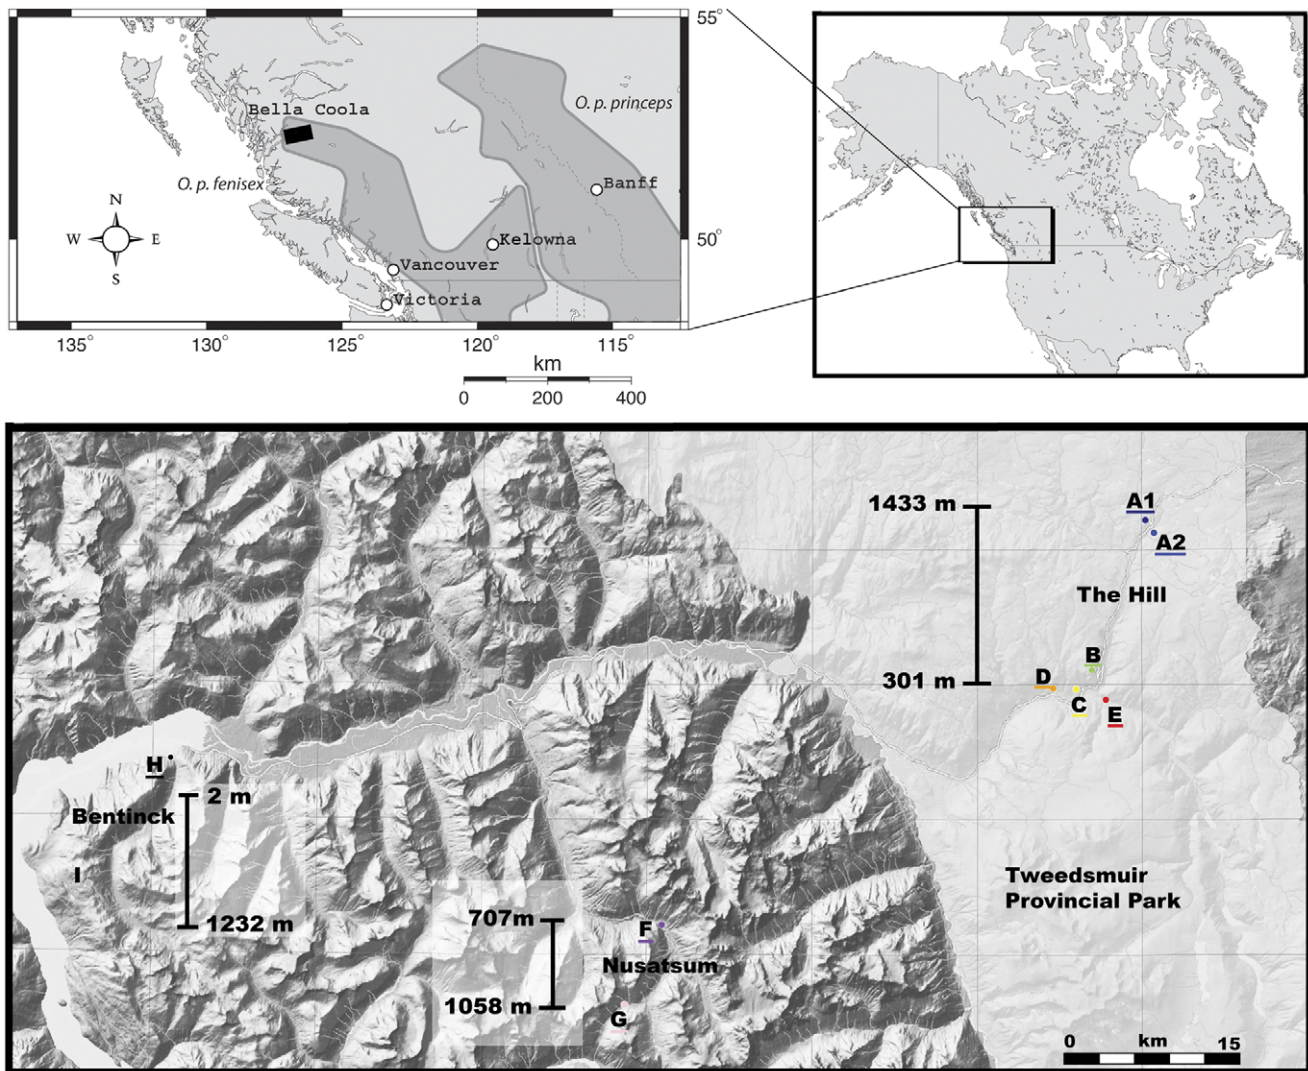 55°
O. p. princeps
Bella Coola
O. p. fenisex
Banff
N
W E
S
50°
Kelowna
Vancouver
Victoria
135° 130° 125° 120° 115°
km
0 200 400
1433 m
A1
A2
The Hill
B
301 m
D
C
E
H
2 m
Bentinck
I
1232 m
707m
F
Nusatsum
1058 m
G
Tweedsmuir
Provincial Park
0 km 15